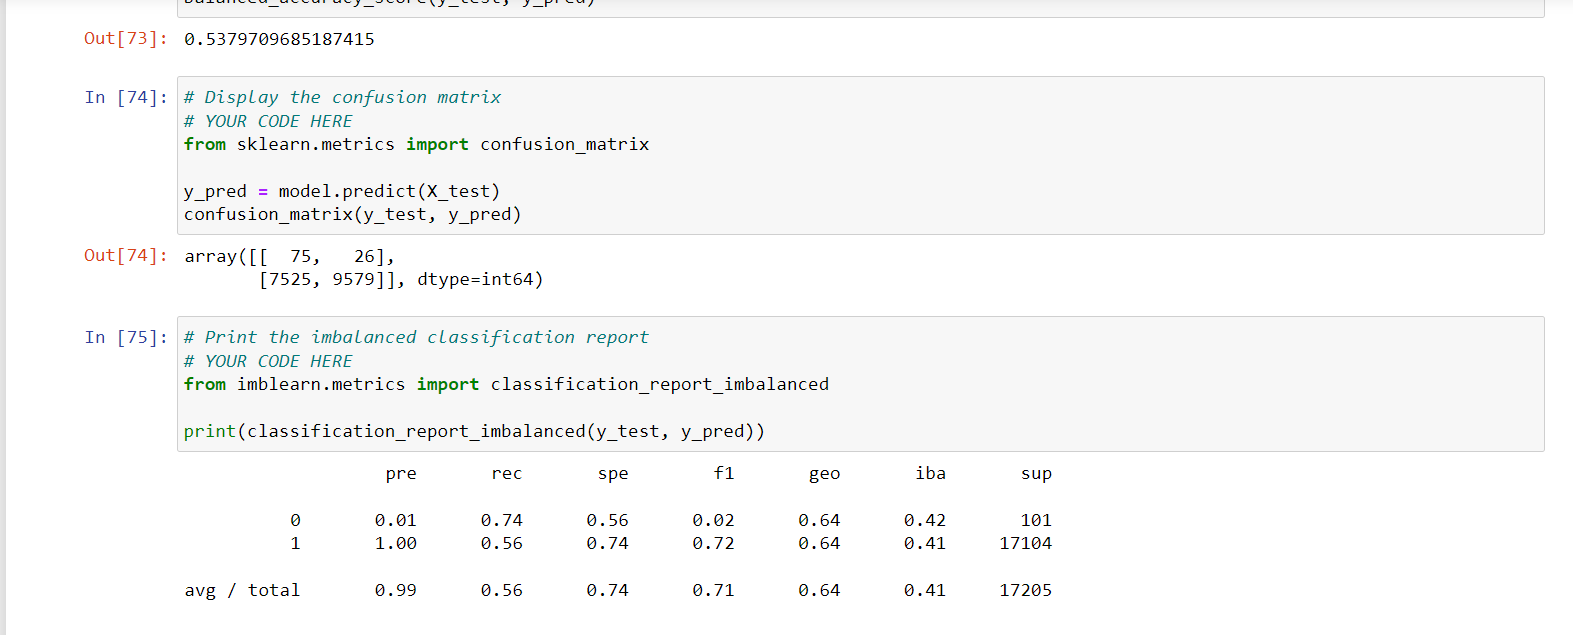 balanced_accuracy_score(y_test, y_pred)
Out[73]: 0.5379709685187415
In [74]: # Display the confusion matrix
# YOUR CODE HERE
from sklearn.metrics import confusion_matrix
y_pred = model.predict(X_test)
confusion_matrix(y_test, y_pred)
Out[74]: array([[  75,   26],
       [7525, 9579]], dtype=int64)
In [75]: # Print the imbalanced classification report
# YOUR CODE HERE
from imblearn.metrics import classification_report_imbalanced
print(classification_report_imbalanced(y_test, y_pred))
pre rec spe f1 geo iba sup
0 0.01 0.74 0.56 0.02 0.64 0.42 101
1 1.00 0.56 0.74 0.72 0.64 0.41 17104
avg / total 0.99 0.56 0.74 0.71 0.64 0.41 17205